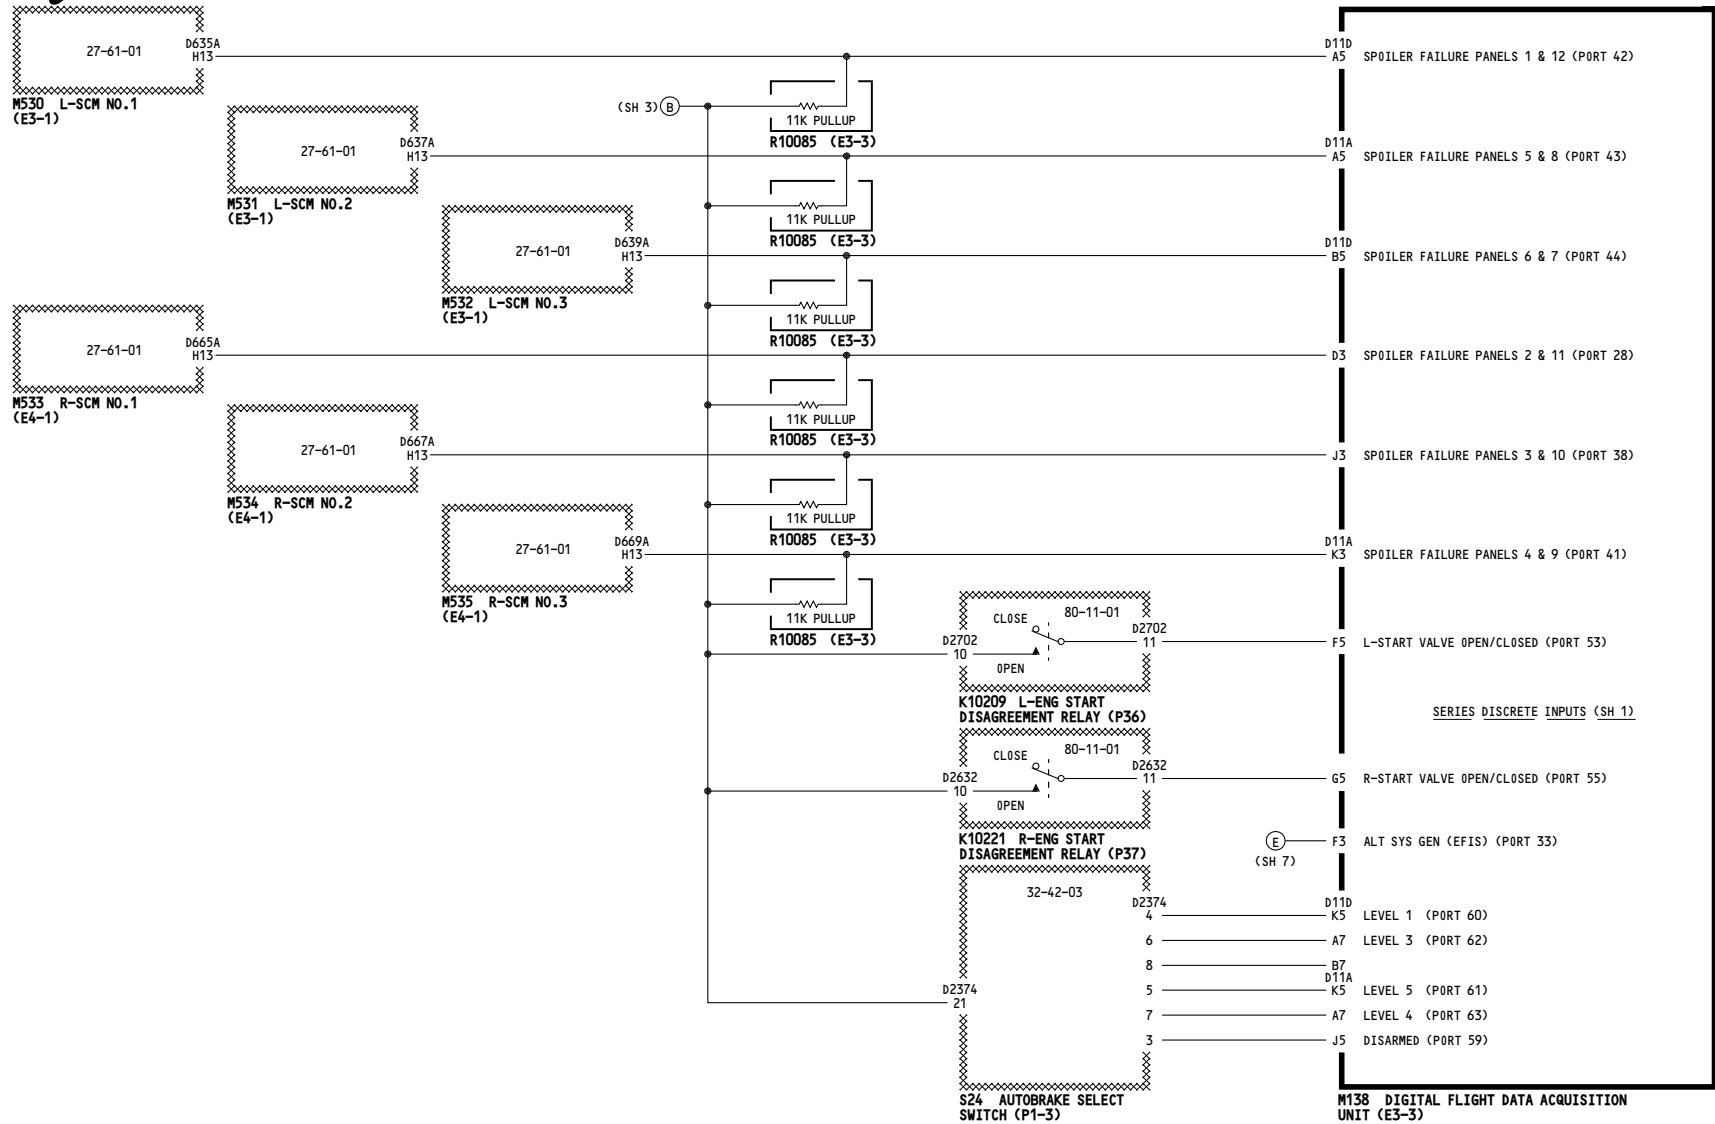 27-61-01
D635A
H13
M530 L-SCM NO.1
(E3-1)
27-61-01
D637A
H13
M531 L-SCM NO.2
(E3-1)
27-61-01
D639A
H13
M532 L-SCM NO.3
(E3-1)
27-61-01
D665A
H13
M533 R-SCM NO.1
(E4-1)
27-61-01
D667A
H13
M534 R-SCM NO.2
(E4-1)
27-61-01
D669A
H13
M535 R-SCM NO.3
(E4-1)
(SH 3) B
11K PULLUP
R10085 (E3-3)
11K PULLUP
R10085 (E3-3)
11K PULLUP
R10085 (E3-3)
11K PULLUP
R10085 (E3-3)
11K PULLUP
R10085 (E3-3)
11K PULLUP
R10085 (E3-3)
CLOSE
80-11-01
D2702
10
D2702
11
OPEN
K10209 L-ENG START
DISAGREEMENT RELAY (P36)
CLOSE
80-11-01
D2632
10
D2632
11
OPEN
K10221 R-ENG START
DISAGREEMENT RELAY (P37)
32-42-03
D2374
21
D2374
4
6
8
5
7
3
S24 AUTOBRAKE SELECT
SWITCH (P1-3)
E
(SH 7)
D11D
A5 SPOILER FAILURE PANELS 1 & 12 (PORT 42)
D11A
A5 SPOILER FAILURE PANELS 5 & 8 (PORT 43)
D11D
B5 SPOILER FAILURE PANELS 6 & 7 (PORT 44)
D3 SPOILER FAILURE PANELS 2 & 11 (PORT 28)
J3 SPOILER FAILURE PANELS 3 & 10 (PORT 38)
D11A
K3 SPOILER FAILURE PANELS 4 & 9 (PORT 41)
F5 L-START VALVE OPEN/CLOSED (PORT 53)
SERIES DISCRETE INPUTS (SH 1)
G5 R-START VALVE OPEN/CLOSED (PORT 55)
F3 ALT SYS GEN (EFIS) (PORT 33)
D11D
K5 LEVEL 1 (PORT 60)
A7 LEVEL 3 (PORT 62)
B7
D11A
K5 LEVEL 5 (PORT 61)
A7 LEVEL 4 (PORT 63)
J5 DISARMED (PORT 59)
M138 DIGITAL FLIGHT DATA ACQUISITION
UNIT (E3-3)